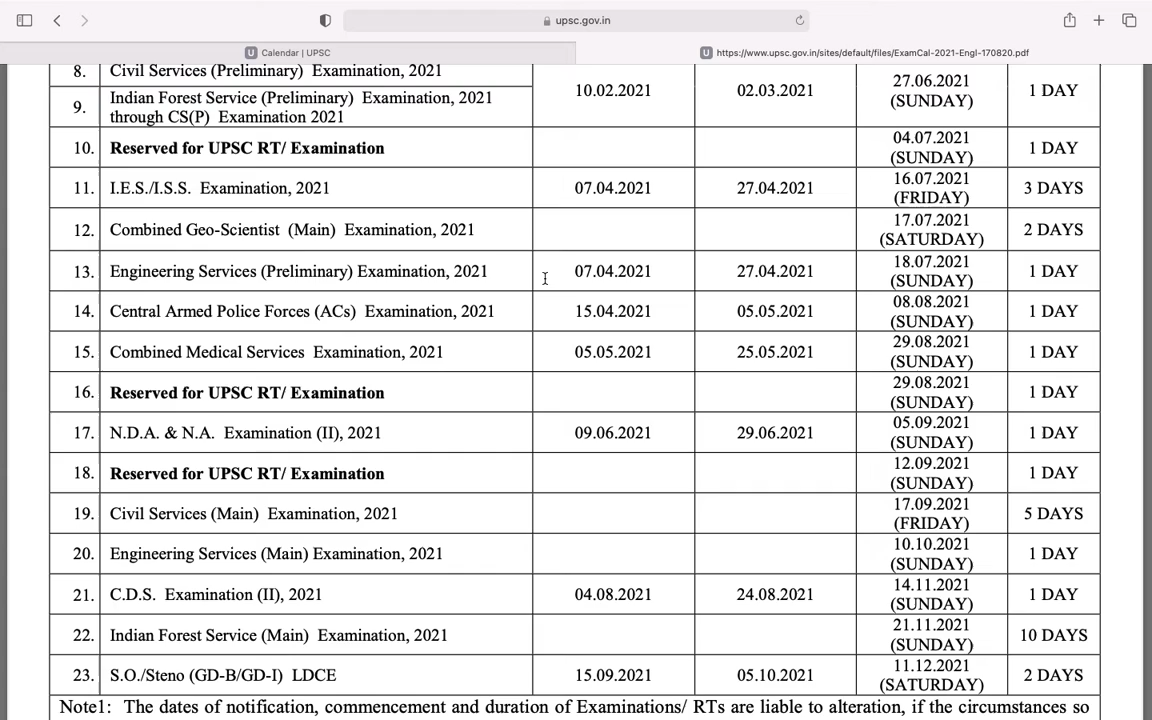 upsc.gov.in
U Calendar | UPSC
U https://www.upsc.gov.in/sites/default/files/ExamCal-2021-Engl-170820.pdf
8. Civil Services (Preliminary) Examination, 2021
9. Indian Forest Service (Preliminary) Examination, 2021
through CS(P) Examination 2021
10.02.2021 02.03.2021 27.06.2021
(SUNDAY) 1 DAY
10. Reserved for UPSC RT/ Examination 04.07.2021
(SUNDAY) 1 DAY
11. I.E.S./I.S.S. Examination, 2021 07.04.2021 27.04.2021 16.07.2021
(FRIDAY) 3 DAYS
12. Combined Geo-Scientist (Main) Examination, 2021 17.07.2021
(SATURDAY) 2 DAYS
13. Engineering Services (Preliminary) Examination, 2021 07.04.2021 27.04.2021 18.07.2021
(SUNDAY) 1 DAY
14. Central Armed Police Forces (ACs) Examination, 2021 15.04.2021 05.05.2021 08.08.2021
(SUNDAY) 1 DAY
15. Combined Medical Services Examination, 2021 05.05.2021 25.05.2021 29.08.2021
(SUNDAY) 1 DAY
16. Reserved for UPSC RT/ Examination 29.08.2021
(SUNDAY) 1 DAY
17. N.D.A. & N.A. Examination (II), 2021 09.06.2021 29.06.2021 05.09.2021
(SUNDAY) 1 DAY
18. Reserved for UPSC RT/ Examination 12.09.2021
(SUNDAY) 1 DAY
19. Civil Services (Main) Examination, 2021 17.09.2021
(FRIDAY) 5 DAYS
20. Engineering Services (Main) Examination, 2021 10.10.2021
(SUNDAY) 1 DAY
21. C.D.S. Examination (II), 2021 04.08.2021 24.08.2021 14.11.2021
(SUNDAY) 1 DAY
22. Indian Forest Service (Main) Examination, 2021 21.11.2021
(SUNDAY) 10 DAYS
23. S.O./Steno (GD-B/GD-I) LDCE 15.09.2021 05.10.2021 11.12.2021
(SATURDAY) 2 DAYS
Note1: The dates of notification, commencement and duration of Examinations/ RTs are liable to alteration, if the circumstances so